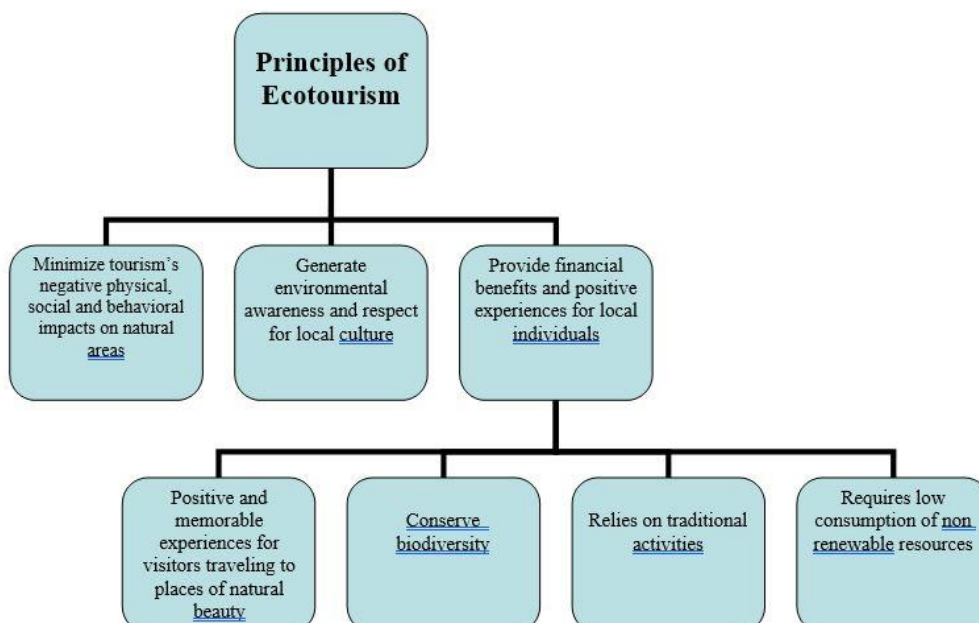 Principles of
Ecotourism
Minimize tourism’s
negative physical,
social and behavioral
impacts on natural
areas
Generate
environmental
awareness and respect
for local culture
Provide financial
benefits and positive
experiences for local
individuals
Positive and
memorable
experiences for
visitors traveling to
places of natural
beauty
Conserve
biodiversity
Relies on traditional
activities
Requires low
consumption of non
renewable resources